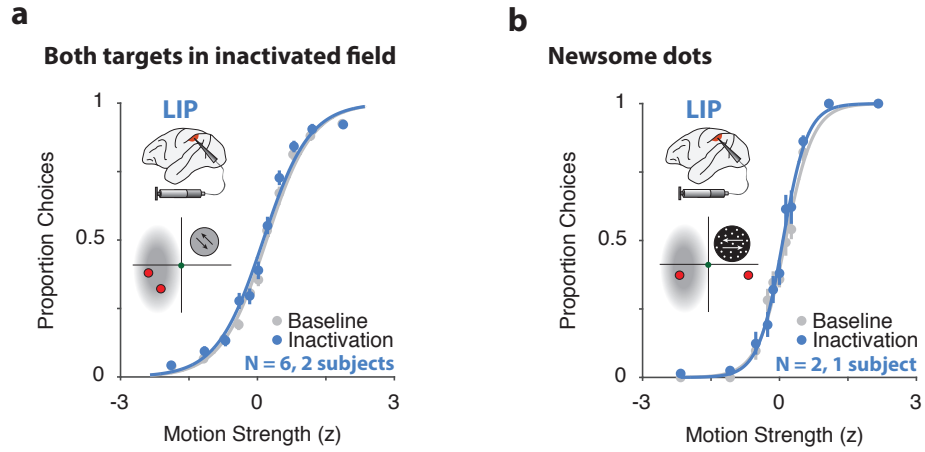 a
Both targets in inactivated field
LIP
1
0.5
0
Proportion Choices
Baseline
Inactivation
N = 6, 2 subjects
-3
0
3
Motion Strength (z)
b
Newsome dots
LIP
1
0.5
0
Proportion Choices
Baseline
Inactivation
N = 2, 1 subject
-3
0
3
Motion Strength (z)